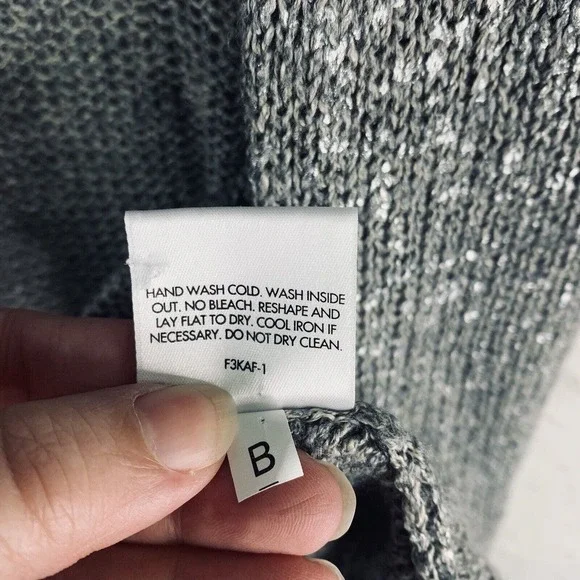 HAND WASH COLD. WASH INSIDE
OUT. NO BLEACH. RESHAPE AND
LAY FLAT TO DRY. COOL IRON IF
NECESSARY. DO NOT DRY CLEAN.
F3KAF-1
B